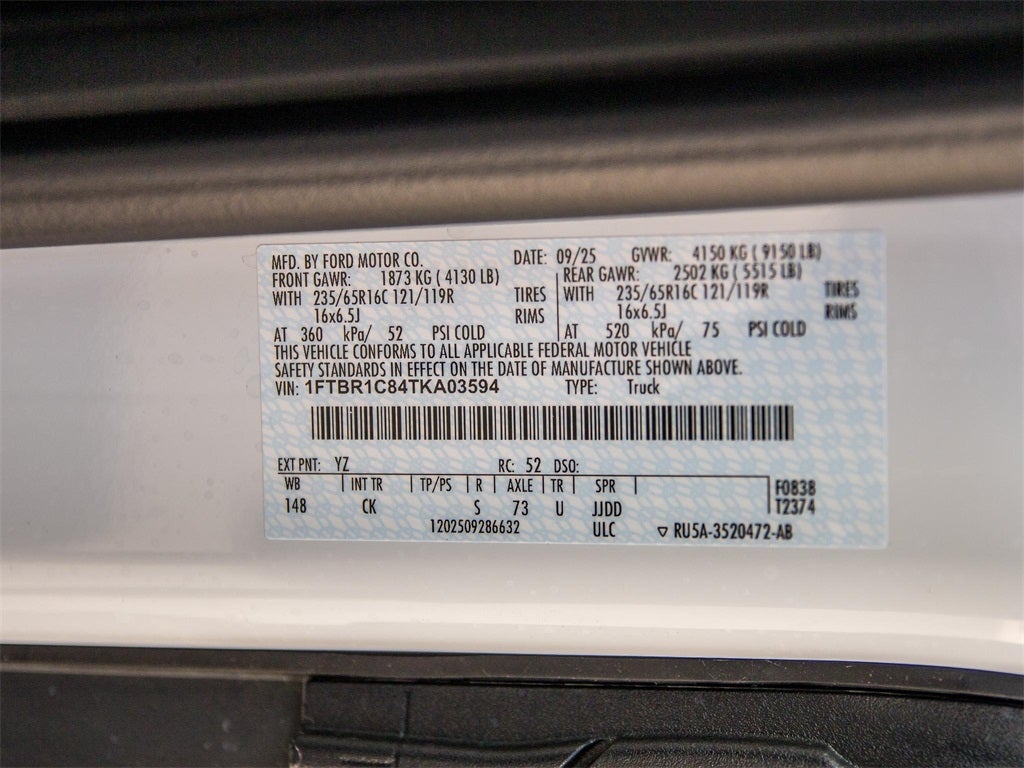 MFD. BY FORD MOTOR CO. DATE: 09/25 GVWR: 4150 KG ( 9150 LB)
FRONT GAWR: 1873 KG ( 4130 LB) REAR GAWR: 2502 KG ( 5515 LB)
WITH 235/65R16C 121/119R TIRES WITH 235/65R16C 121/119R TIRES
16x6.5J RIMS 16x6.5J RIMS
AT 360 kPa/ 52 PSI COLD AT 520 kPa/ 75 PSI COLD
THIS VEHICLE CONFORMS TO ALL APPLICABLE FEDERAL MOTOR VEHICLE
SAFETY STANDARDS IN EFFECT ON THE DATE OF MANUFACTURE SHOWN ABOVE.
VIN: 1FTBR1C84TKA03594 TYPE: Truck
EXT PNT: YZ RC: 52 DSO:
WB INT TR TP/PS R AXLE TR SPR F0838
148 CK S 73 U JJDD T2374
1202509286632 ULC ▽ RU5A-3520472-AB